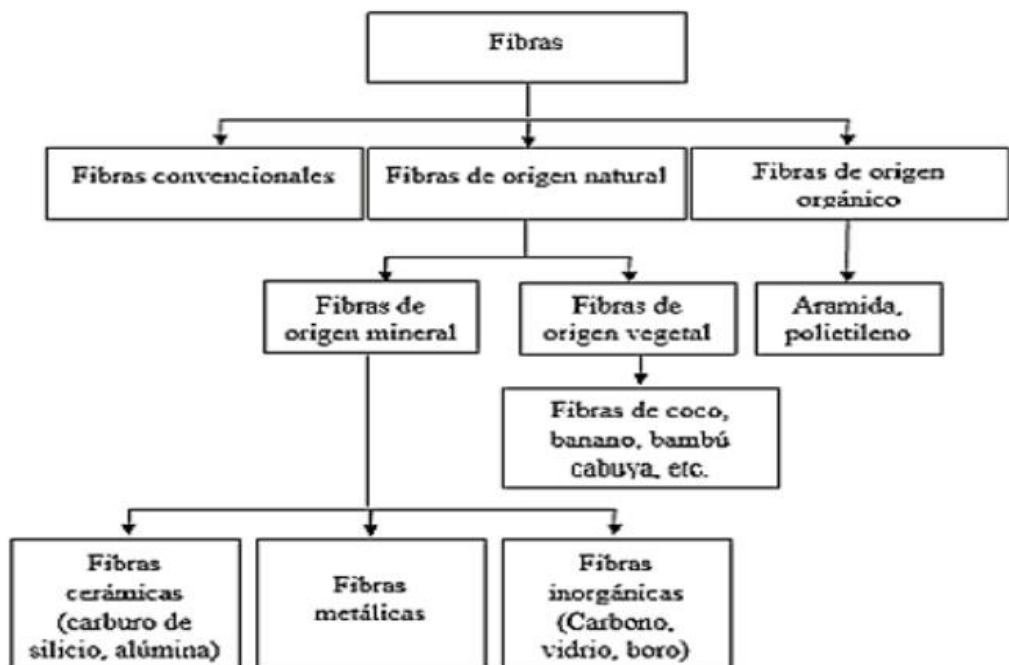 Fibras
Fibras convencionales
Fibras de origen natural
Fibras de origen
orgánico
Fibras de
origen mineral
Fibras de
origen vegetal
Aramida,
polietileno
Fibras de coco,
banano, bambú
cabuya, etc.
Fibras
cerámicas
(carburo de
silicio, alúmina)
Fibras
metálicas
Fibras
inorgánicas
(Carbono,
vidrio, boro)